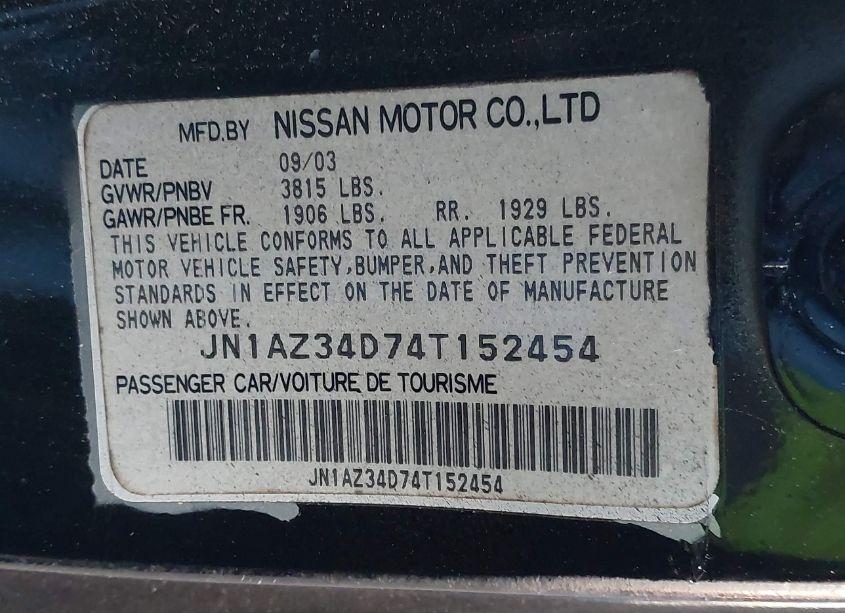 MFD.BY NISSAN MOTOR CO.,LTD
DATE 09/03
GVWR/PNBV 3815 LBS.
GAWR/PNBE FR. 1906 LBS. RR. 1929 LBS.
THIS VEHICLE CONFORMS TO ALL APPLICABLE FEDERAL
MOTOR VEHICLE SAFETY,BUMPER,AND THEFT PREVENTION
STANDARDS IN EFFECT ON THE DATE OF MANUFACTURE
SHOWN ABOVE.
JN1AZ34D74T152454
PASSENGER CAR/VOITURE DE TOURISME
JN1AZ34D74T152454